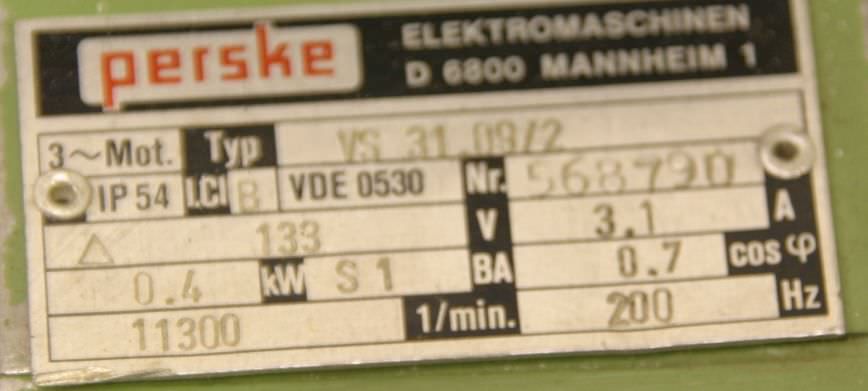 perske ELEKTROMASCHINEN
D 6800 MANNHEIM 1
3~Mot. Typ VS 31.09/2
IP 54 I.Cl B VDE 0530 Nr. 568790
△ 133 V 3.1 A
0.4 kW S 1 BA 0.7 cos φ
11300 1/min. 200 Hz